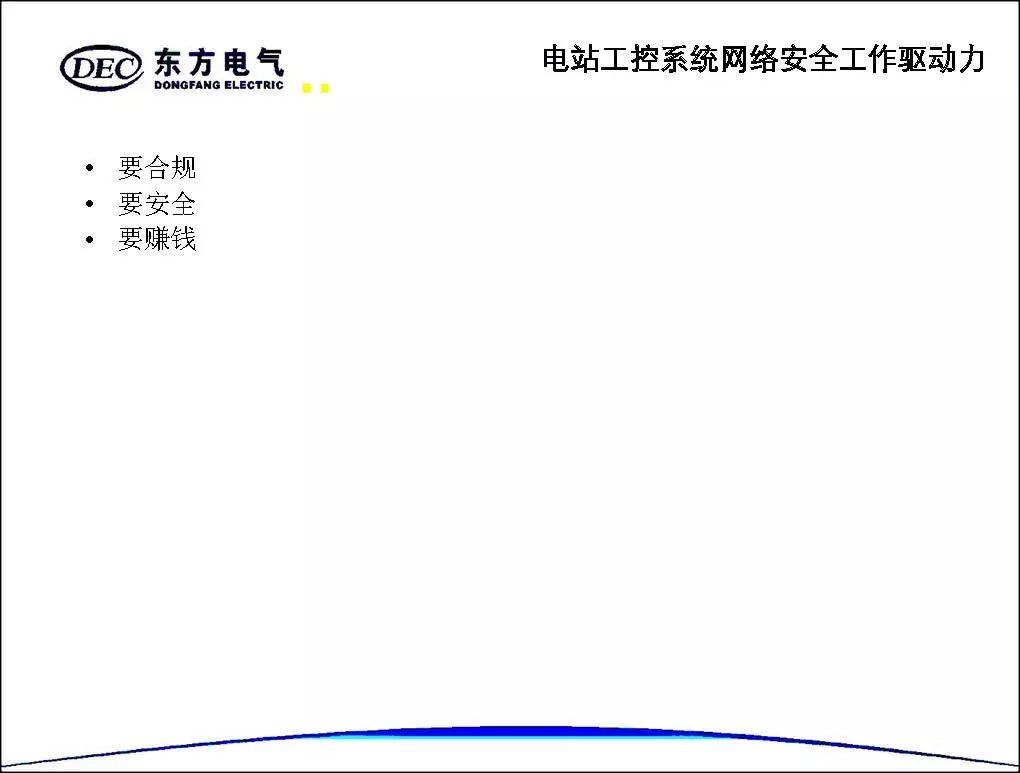 DEC 东方电气
DONGFANG ELECTRIC
电站工控系统网络安全工作驱动力
• 要合规
• 要安全
• 要赚钱